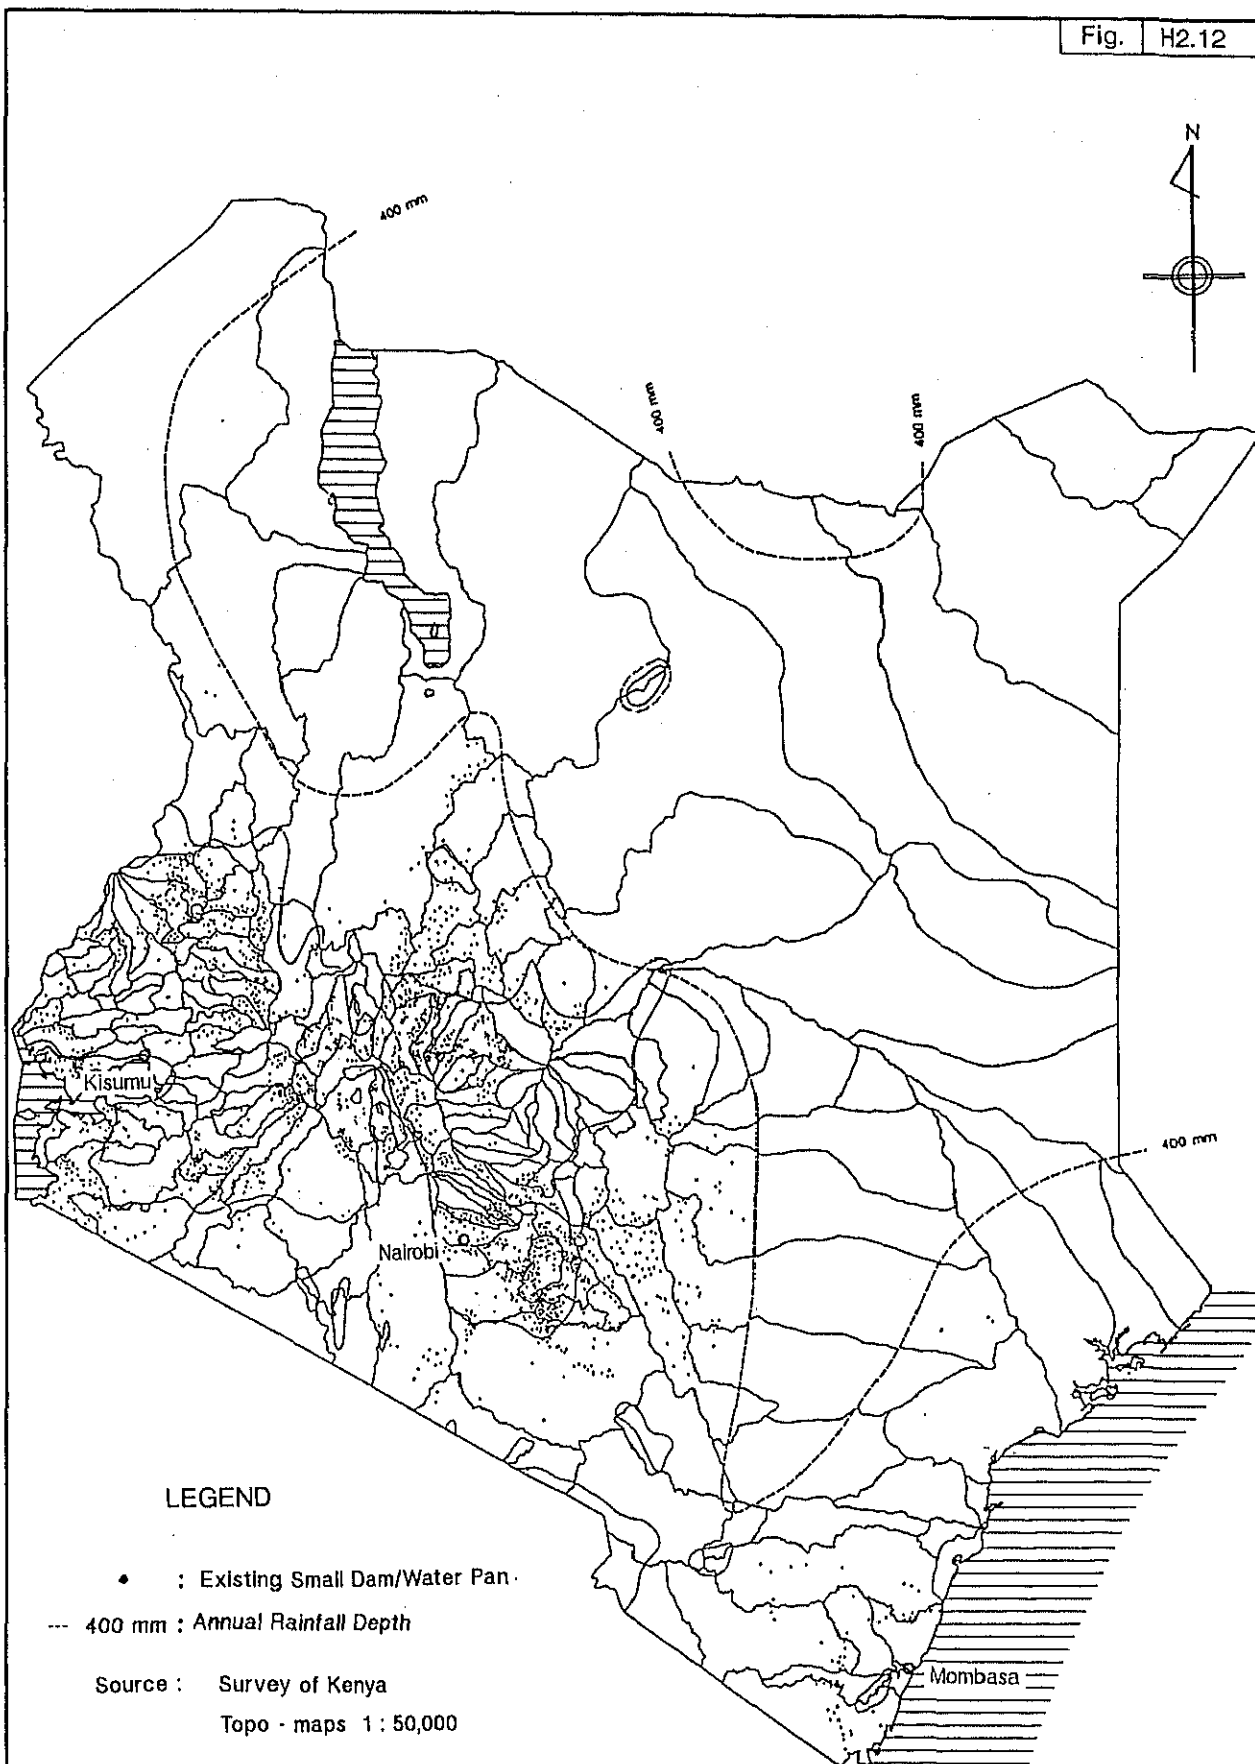 Fig. H2.12
N
400 mm
400 mm
400 mm
Kisumu
400 mm
Nairobi
LEGEND
• : Existing Small Dam/Water Pan
--- 400 mm : Annual Rainfall Depth
Mombasa
Source : Survey of Kenya
Topo - maps 1 : 50,000